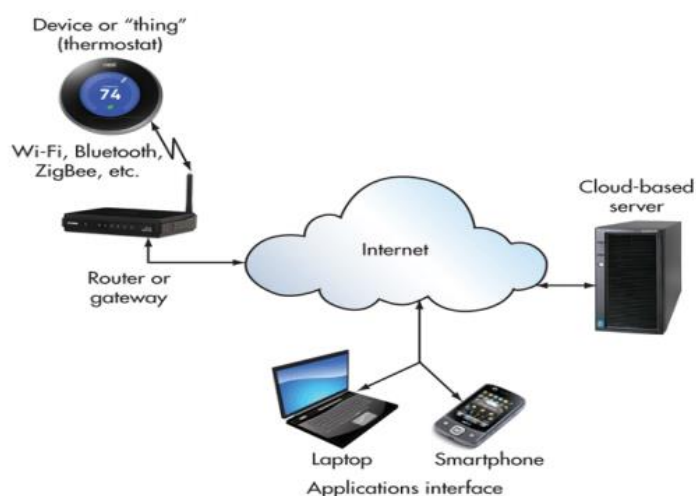 Device or “thing”
(thermostat)
74
Wi-Fi, Bluetooth,
ZigBee, etc.
Router or
gateway
Internet
Cloud-based
server
Laptop
Smartphone
Applications interface